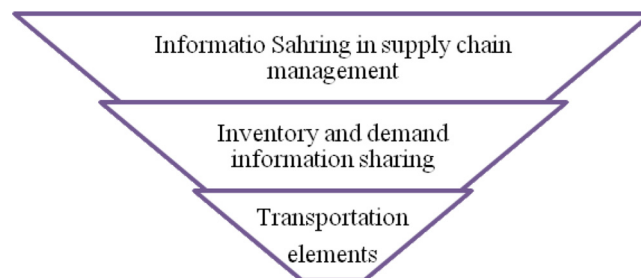 Informatio Sahring in supply chain
management
Inventory and demand
information sharing
Transportation
elements